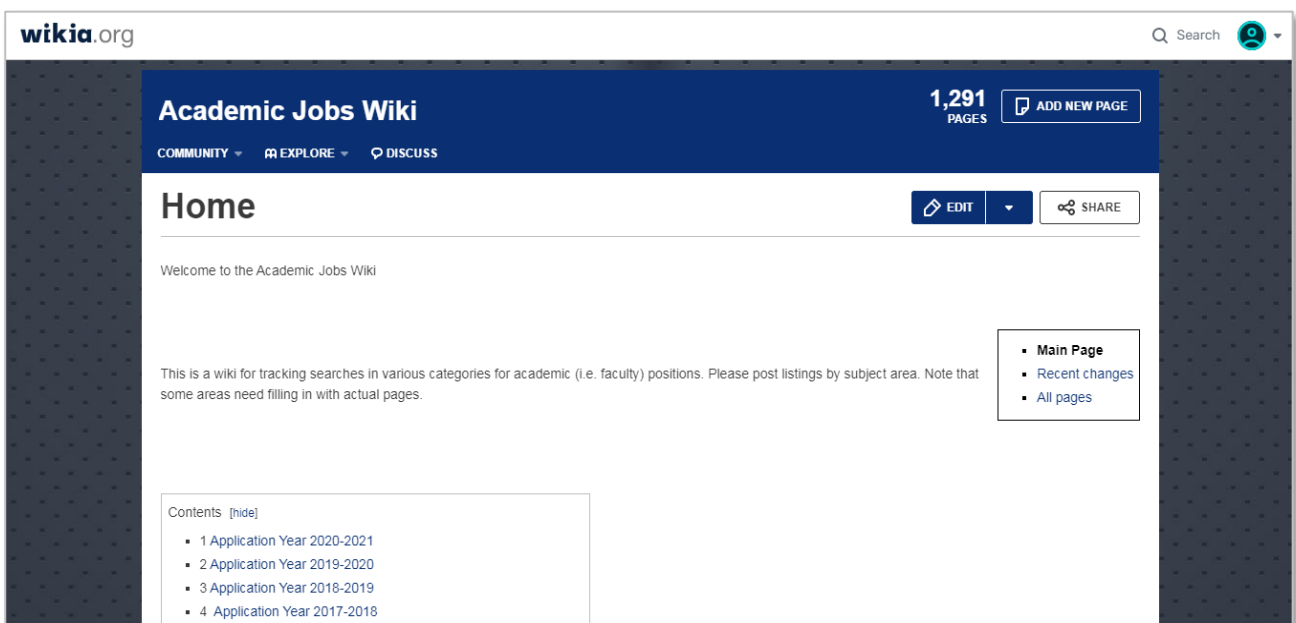 wikia.org
Search
Academic Jobs Wiki
1,291
PAGES
ADD NEW PAGE
COMMUNITY
EXPLORE
DISCUSS
Home
EDIT
SHARE
Welcome to the Academic Jobs Wiki
This is a wiki for tracking searches in various categories for academic (i.e. faculty) positions. Please post listings by subject area. Note that
some areas need filling in with actual pages.
Main Page
Recent changes
All pages
Contents [hide]
1 Application Year 2020-2021
2 Application Year 2019-2020
3 Application Year 2018-2019
4 Application Year 2017-2018